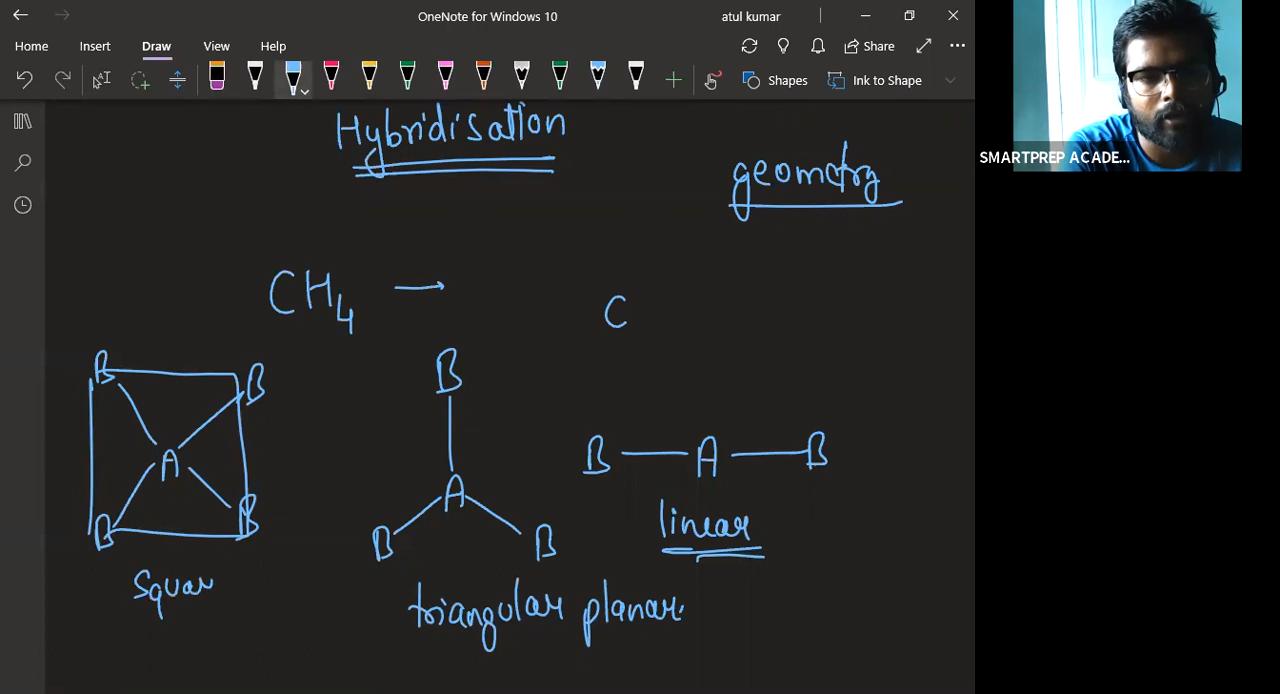 OneNote for Windows 10
atul kumar
Home Insert Draw View Help
Share
Shapes
Ink to Shape
SMARTPREP ACADE...
Hybridisation
geometry
CH4 →
C
B B
A
B B
Squar
B
A
B B
triangular planar
B — A — B
linear